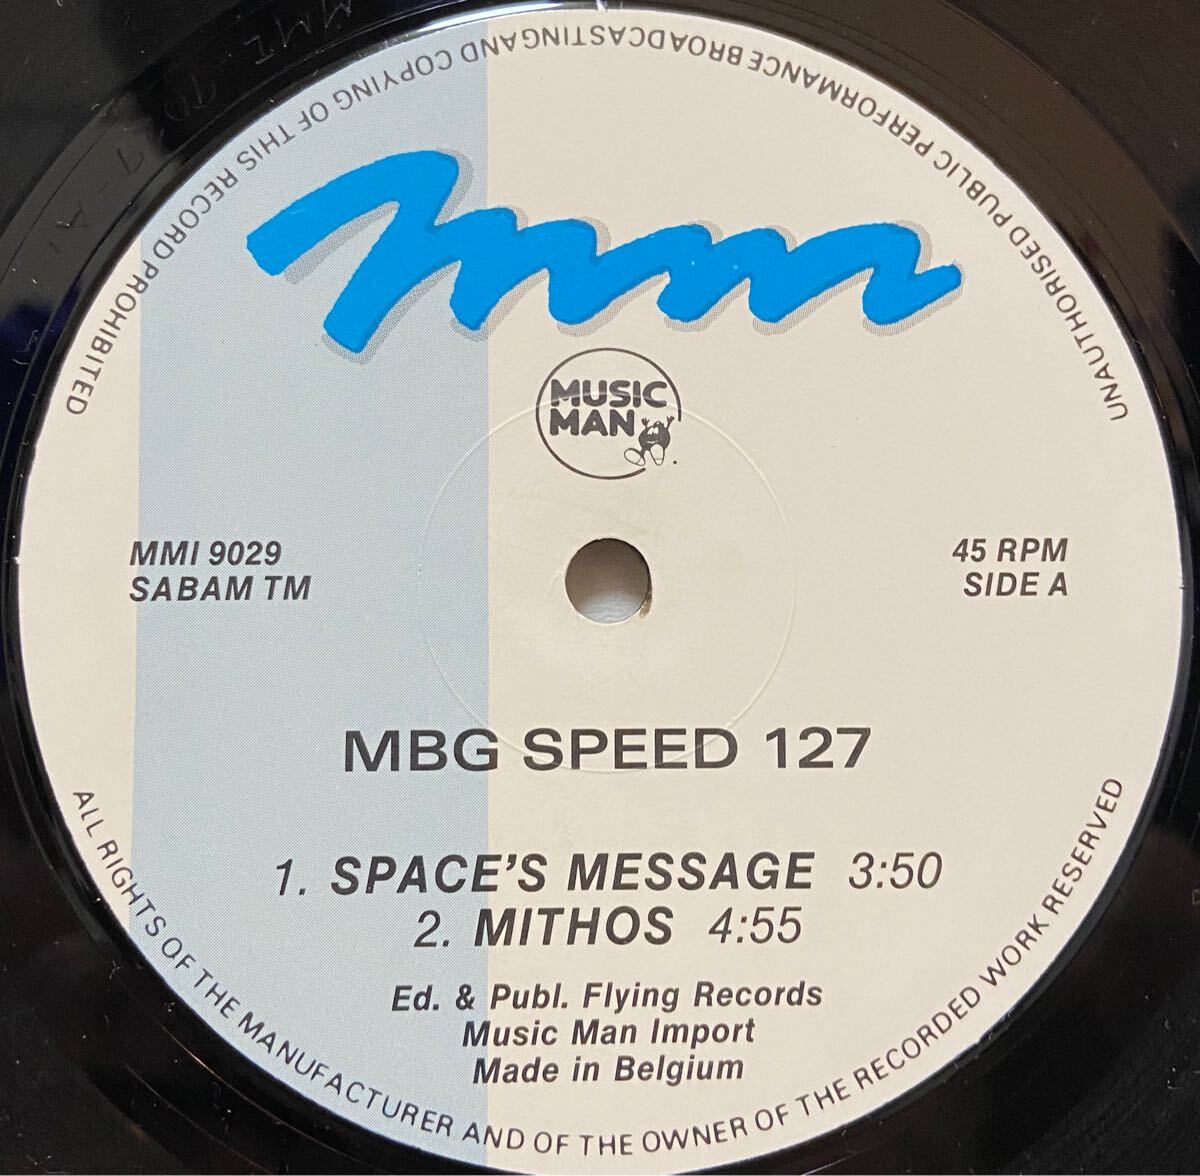 UNAUTHORISED PUBLIC PERFORMANCE BROADCASTING AND COPYING OF THIS RECORD PROHIBITED
MUSIC
MAN
MMI 9029
SABAM TM
45 RPM
SIDE A
MBG SPEED 127
1. SPACE'S MESSAGE 3:50
2. MITHOS 4:55
Ed. & Publ. Flying Records
Music Man Import
Made in Belgium
ALL RIGHTS OF THE MANUFACTURER AND OF THE OWNER OF THE RECORDED WORK RESERVED